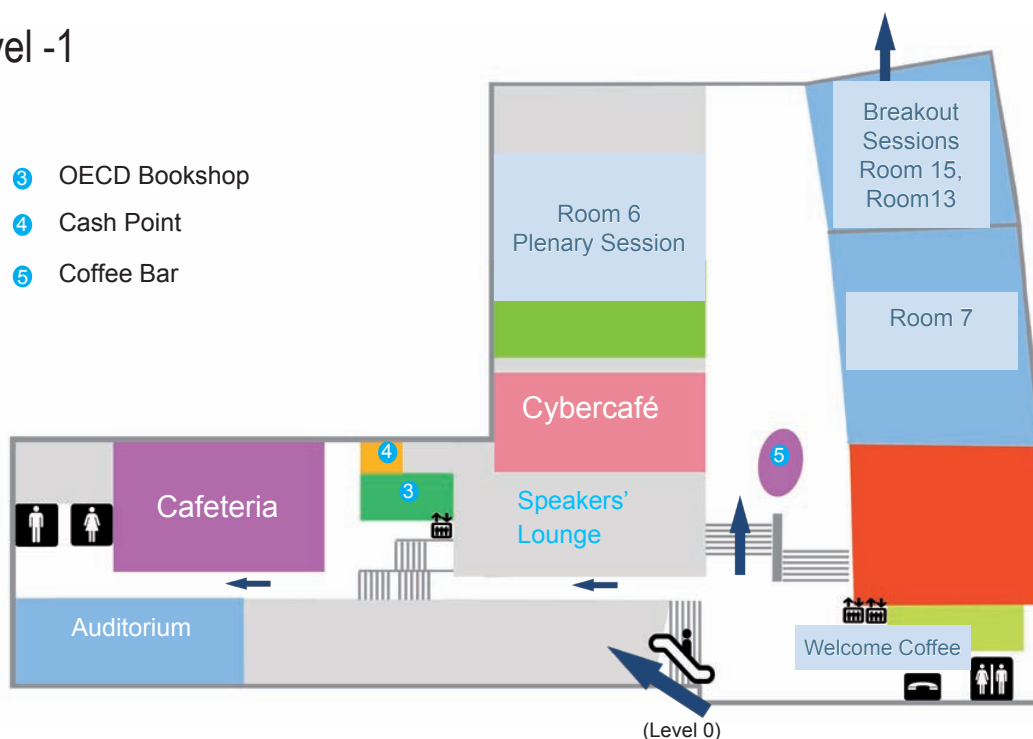 vel -1
3 OECD Bookshop
4 Cash Point
5 Coffee Bar
Breakout
Sessions
Room 15,
Room13
Room 6
Plenary Session
Room 7
Cybercafé
4
5
3
Cafeteria
Speakers’
Lounge
Auditorium
Welcome Coffee
(Level 0)